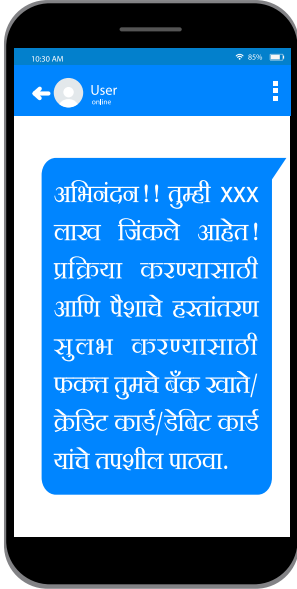 10:30 AM 85%
User
online
अभिनंदन!! तुम्ही XXX
लाख जिंकले आहेत!
प्रक्रिया करण्यासाठी
आणि पैशाचे हस्तांतरण
सुलभ करण्यासाठी
फक्त तुमचे बँक खाते/
क्रेडिट कार्ड/डेबिट कार्ड
यांचे तपशील पाठवा.